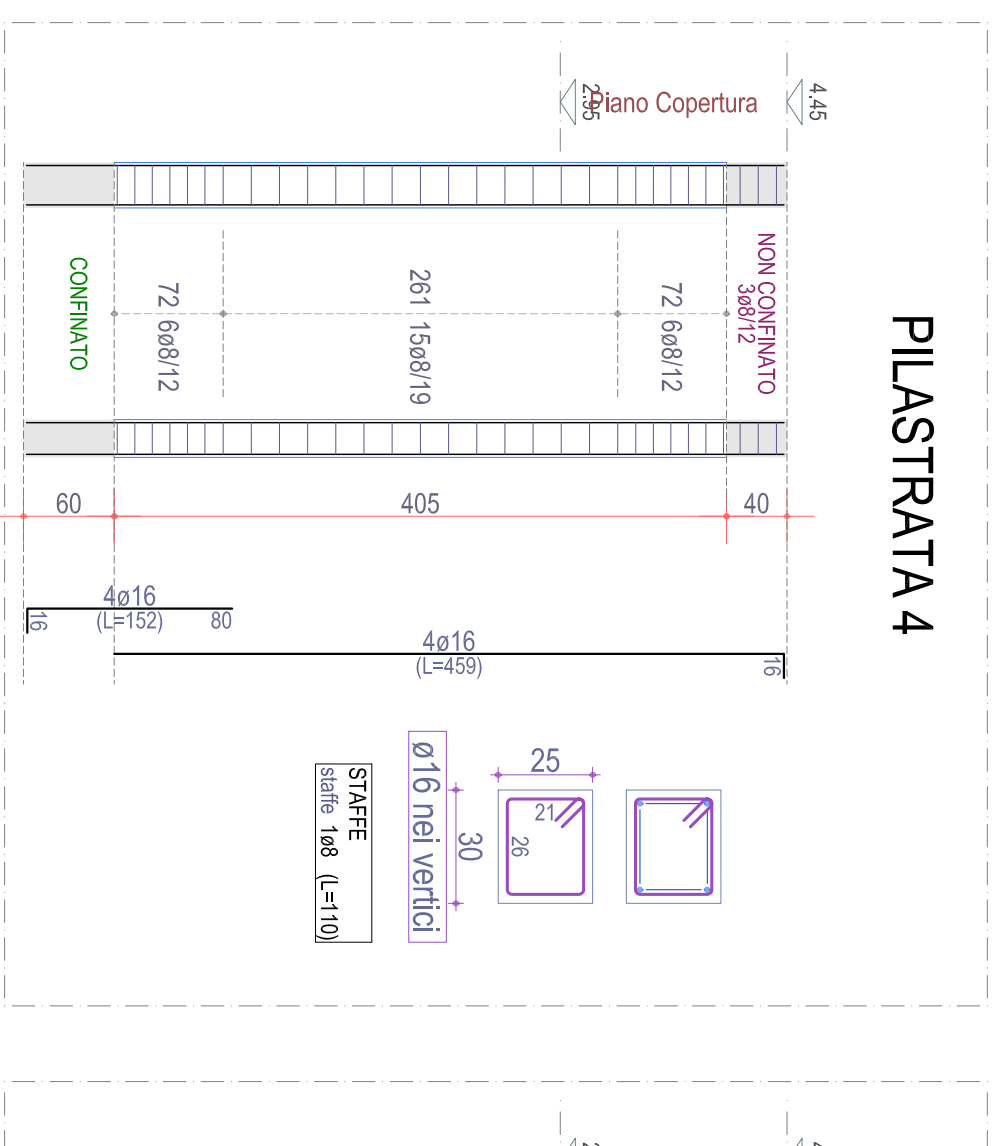 PILASTRATA 4
4.45
2.95
Piano Copertura
NON CONFINATO
3ø8/12
72 6ø8/12
261 15ø8/19
72 6ø8/12
CONFINATO
60
405
40
4ø16
(L=152)
16
80
4ø16
(L=459)
16
25
21
26
30
ø16 nei vertici
STAFFE
staffe 1ø8 (L=110)